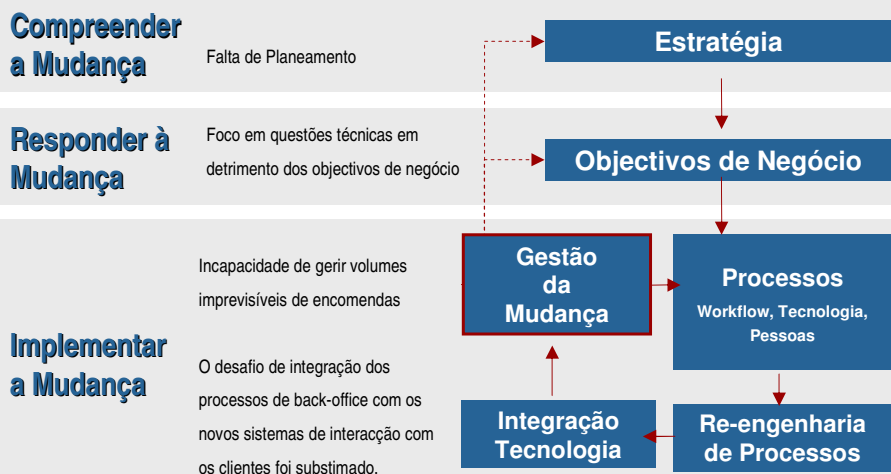 Compreender
a Mudança
Falta de Planeamento
Estratégia
Responder à
Mudança
Foco em questões técnicas em
detrimento dos objectivos de negócio
Objectivos de Negócio
Implementar
a Mudança
Incapacidade de gerir volumes
imprevisíveis de encomendas
O desafio de integração dos
processos de back-office com os
novos sistemas de interacção com
os clientes foi substimado.
Gestão
da
Mudança
Processos
Workflow, Tecnologia,
Pessoas
Integração
Tecnologia
Re-engenharia
de Processos